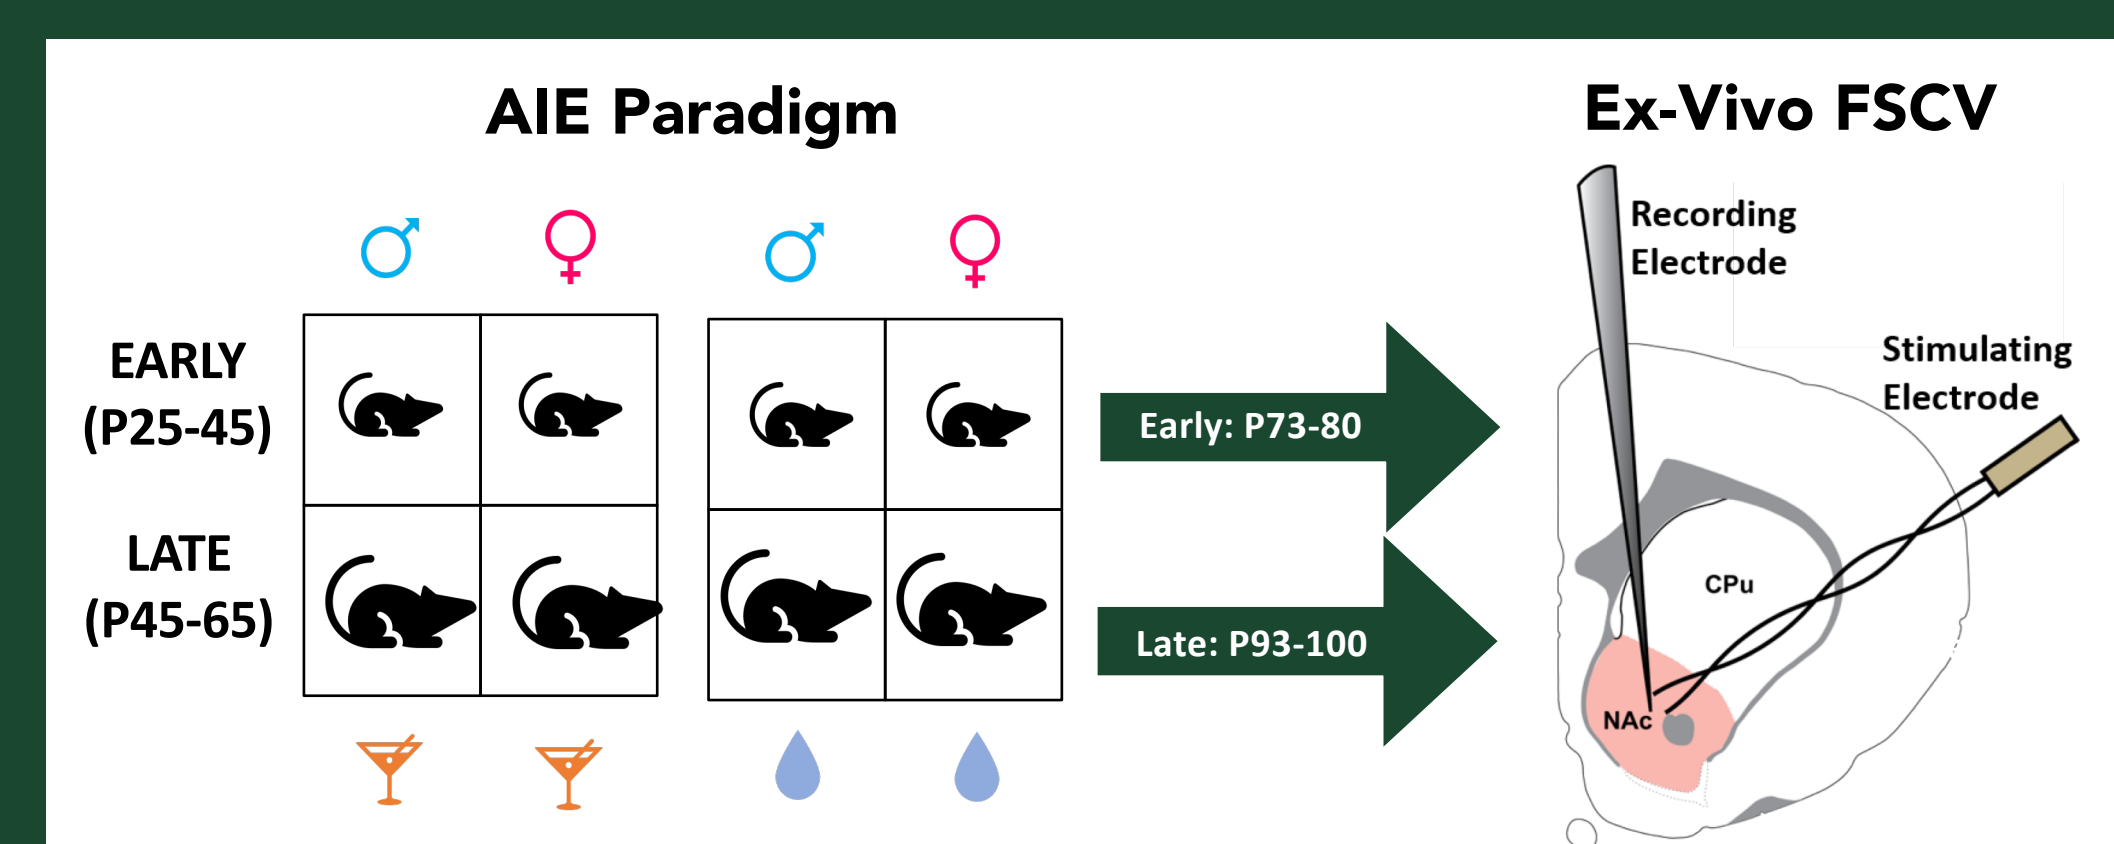 AIE Paradigm
Ex-Vivo FSCV
EARLY
(P25-45)
LATE
(P45-65)
Early: P73-80
Late: P93-100
Recording
Electrode
Stimulating
Electrode
CPu
NAc